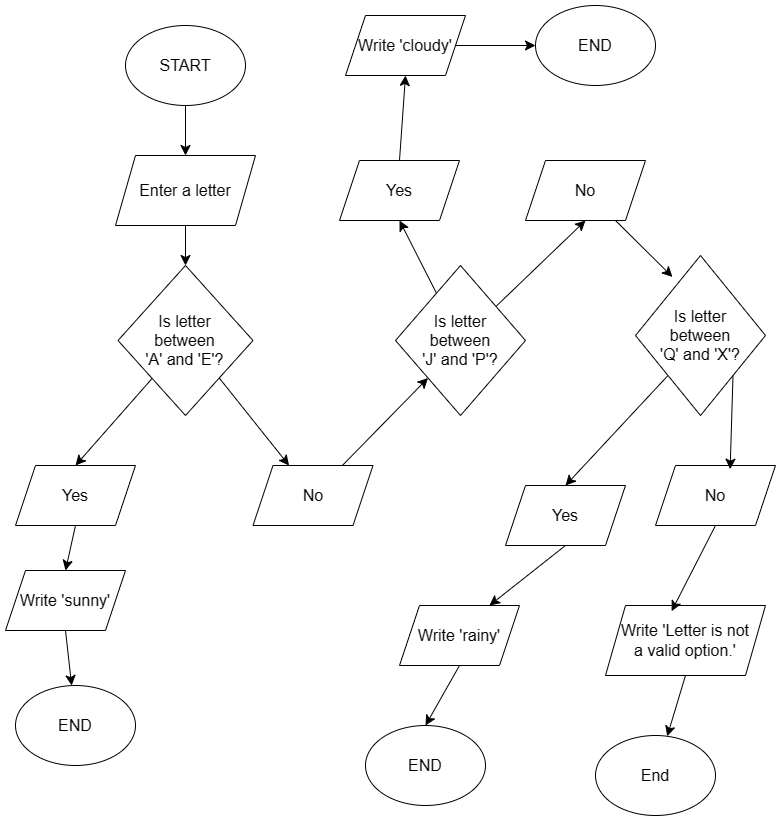 START
Enter a letter
Is letter
between
'A' and 'E'?
Yes
Write 'sunny'
END
No
Is letter
between
'J' and 'P'?
Yes
Write 'cloudy'
END
No
Is letter
between
'Q' and 'X'?
Yes
Write 'rainy'
END
No
Write 'Letter is not
a valid option.'
End